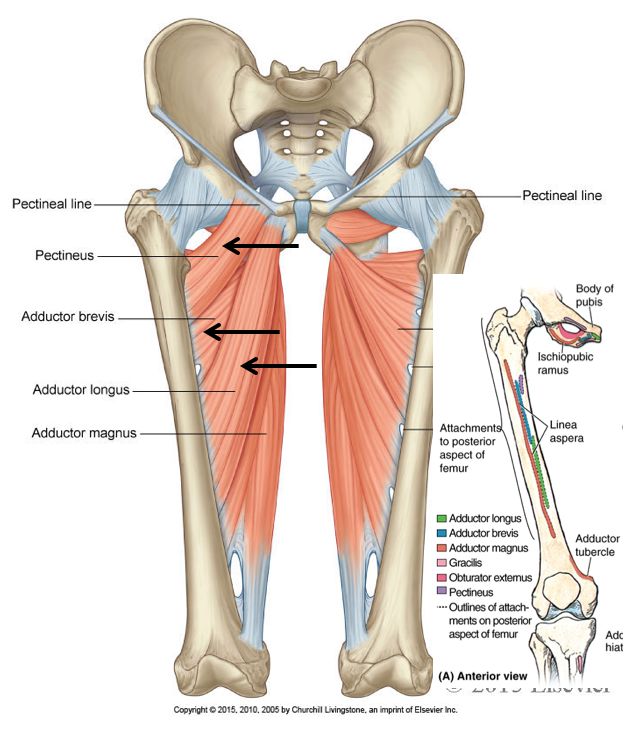 Pectineal line
Pectineus
Adductor brevis
Adductor longus
Adductor magnus
Pectineal line
Body of
pubis
Ischiopubic
ramus
Linea
aspera
Attachments
to posterior
aspect of
femur
Adductor longus
Adductor brevis
Adductor magnus
Gracilis
Obturator externus
Pectineus
Outlines of attach-
ments on posterior
aspect of femur
Adductor
tubercle
Add
hiat
(A) Anterior view
Copyright © 2015, 2010, 2005 by Churchill Livingstone, an imprint of Elsevier Inc.